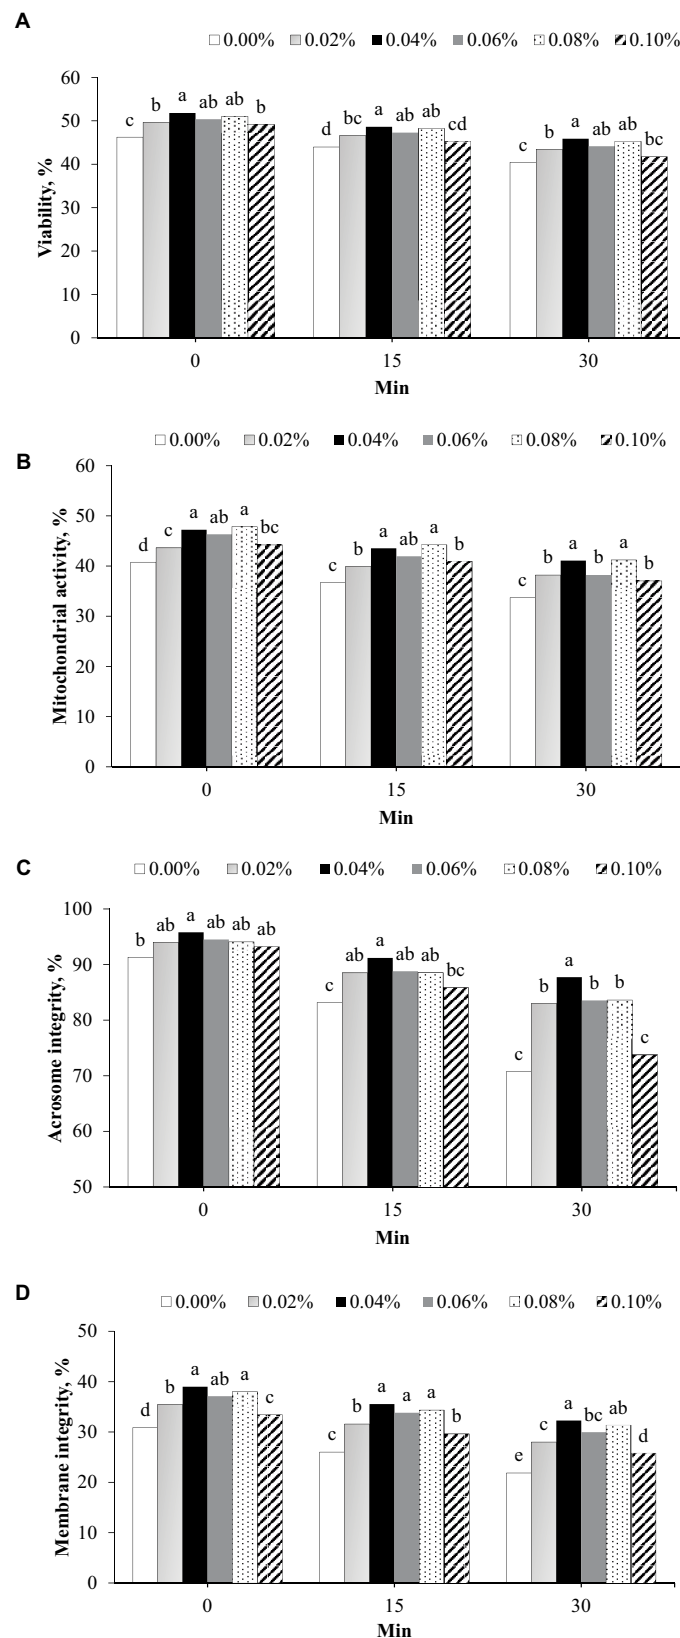 A
0.00% 0.02% 0.04% 0.06% 0.08% 0.10%
60
50
40
30
20
10
0
Viability, %
c b a ab ab b
d bc a ab ab cd
c b a ab ab bc
0 15 30
Min
B
0.00% 0.02% 0.04% 0.06% 0.08% 0.10%
60
50
40
30
20
10
0
Mitochondrial activity, %
d c a ab a bc
c b a ab a b
c b a b a b
0 15 30
Min
C
0.00% 0.02% 0.04% 0.06% 0.08% 0.10%
100
90
80
70
60
50
Acrosome integrity, %
b ab a ab ab ab
c ab a ab ab bc
c b a b b c
0 15 30
Min
D
0.00% 0.02% 0.04% 0.06% 0.08% 0.10%
50
40
30
20
10
0
Membrane integrity, %
d b a ab a c
c b a a a b
e c a bc ab d
0 15 30
Min